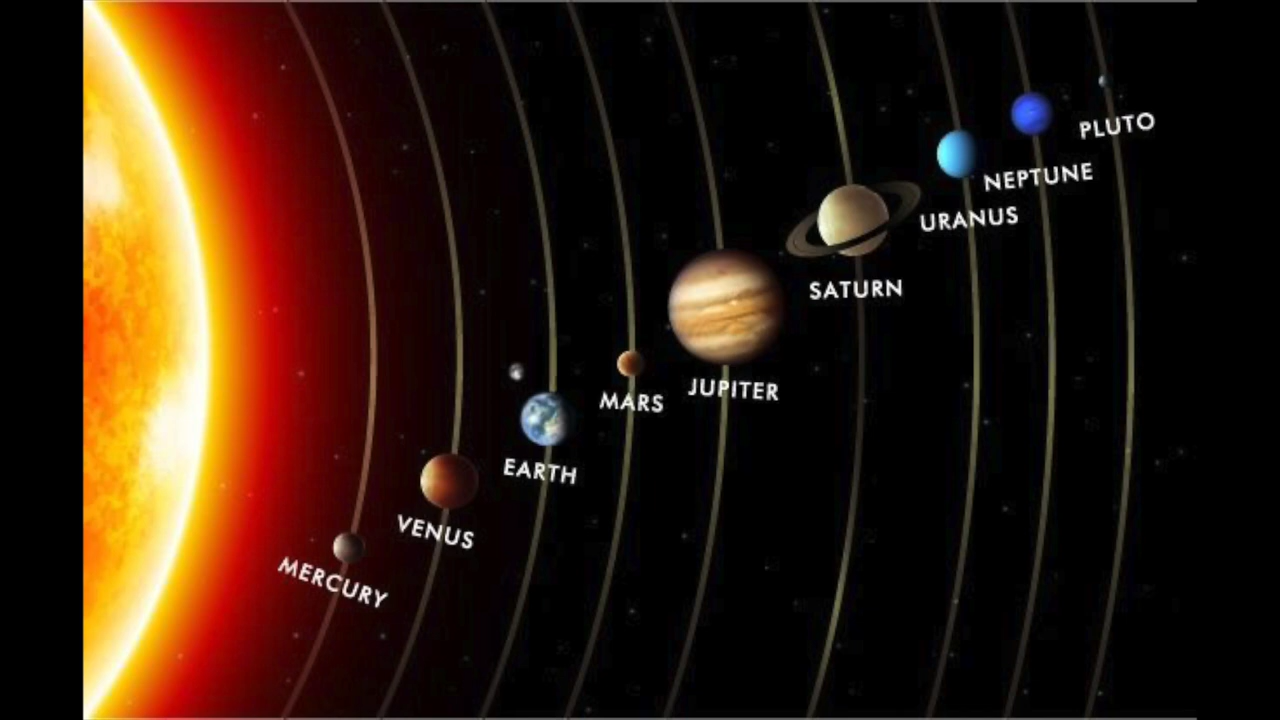 MERCURY
VENUS
EARTH
MARS
JUPITER
SATURN
URANUS
NEPTUNE
PLUTO